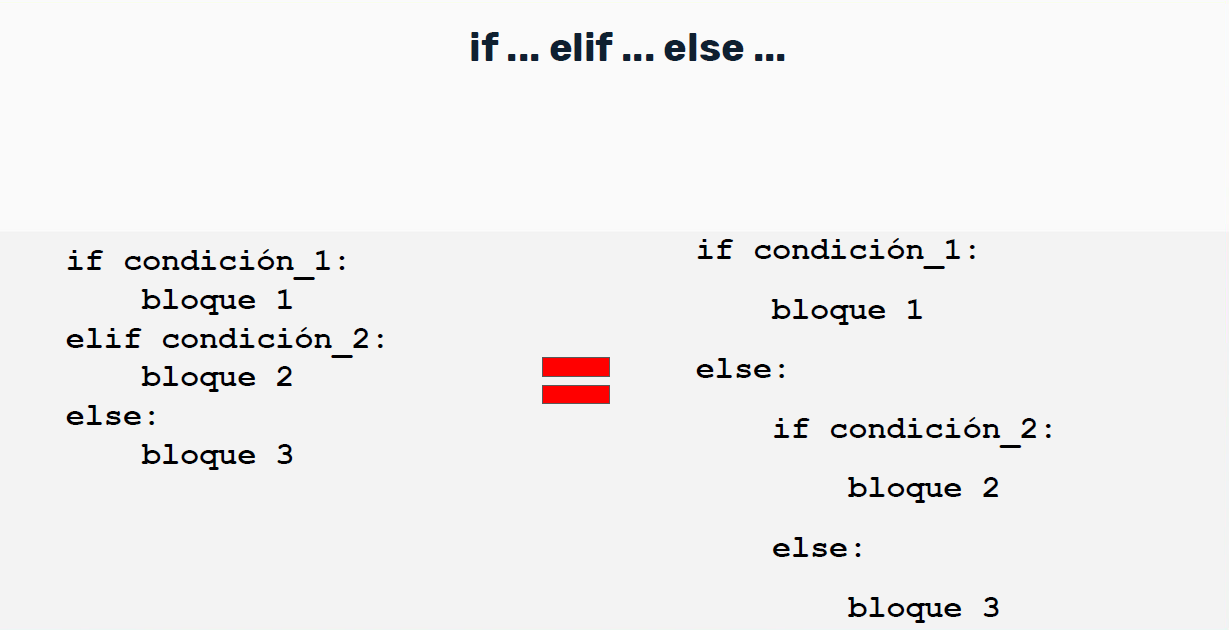 if ... elif ... else ...
if condición_1:
    bloque 1
elif condición_2:
    bloque 2
else:
    bloque 3
if condición_1:
    bloque 1
else:
    if condición_2:
        bloque 2
    else:
        bloque 3